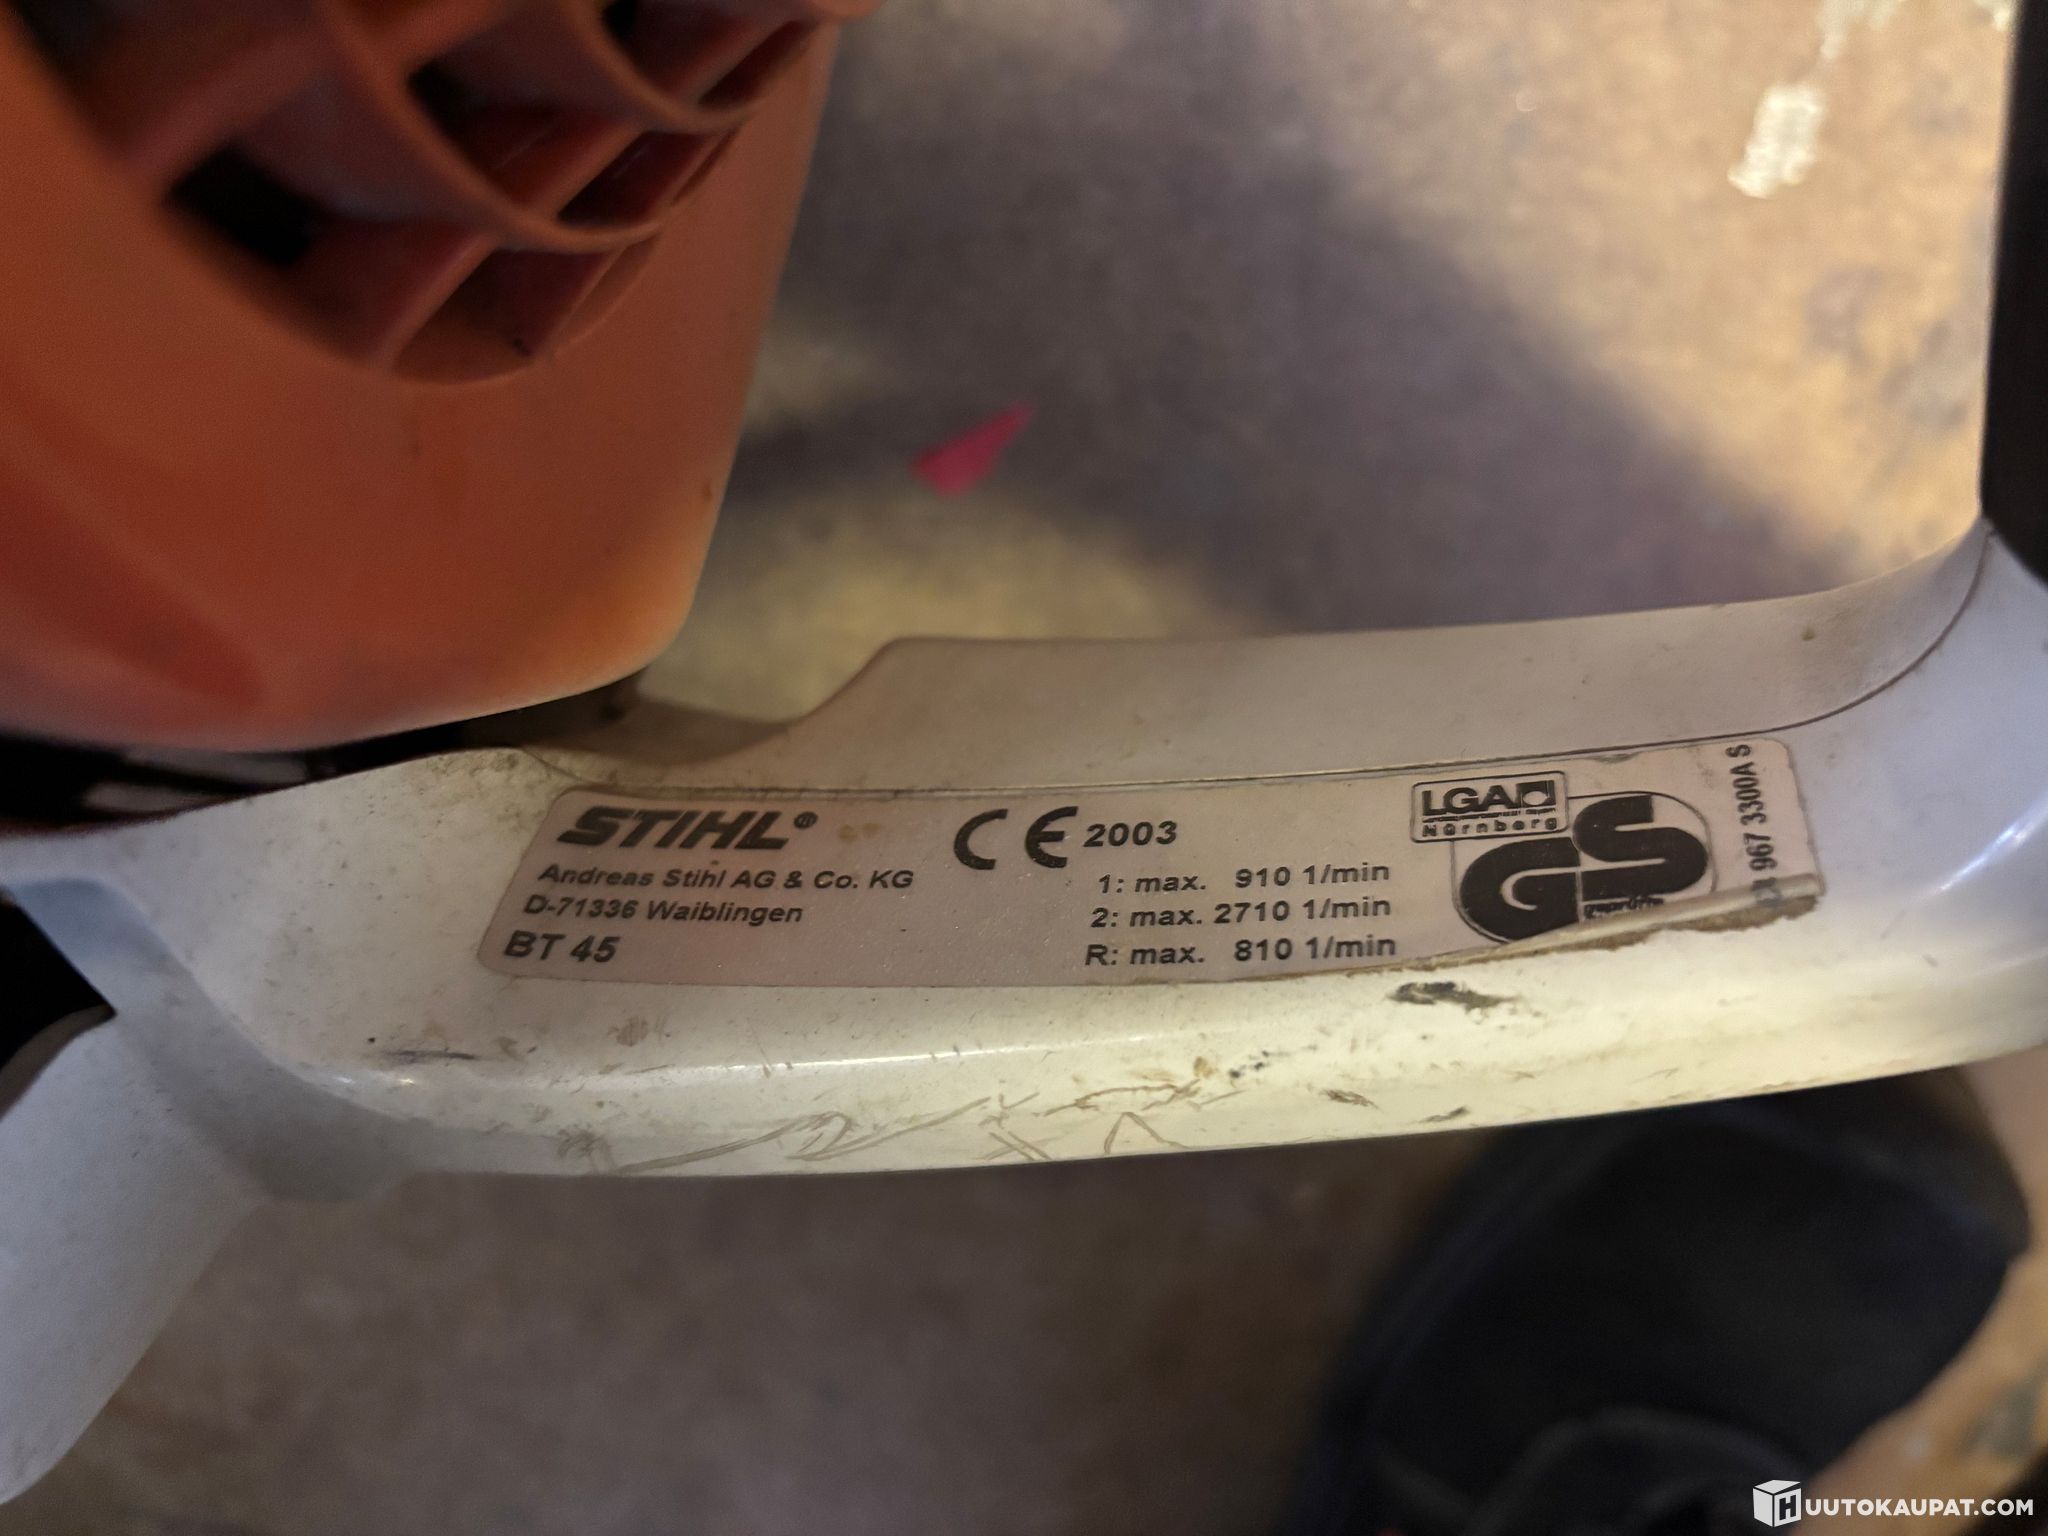 STIHL®
Andreas Stihl AG & Co. KG
D-71336 Waiblingen
BT 45
CE 2003
1: max. 910 1/min
2: max. 2710 1/min
R: max. 810 1/min
LGA
Nürnberg
GS
geprüfte
967 3300A S
HUUTOKAUPAT.COM